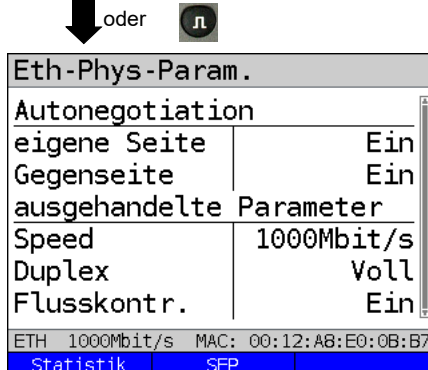 oder
Eth-Phys-Param.
Autonegotiation
eigene Seite Ein
Gegenseite Ein
ausgehandelte Parameter
Speed 1000Mbit/s
Duplex Voll
Flusskontr. Ein
ETH 1000Mbit/s MAC: 00:12:A8:E0:0B:B7
Statistik SFP